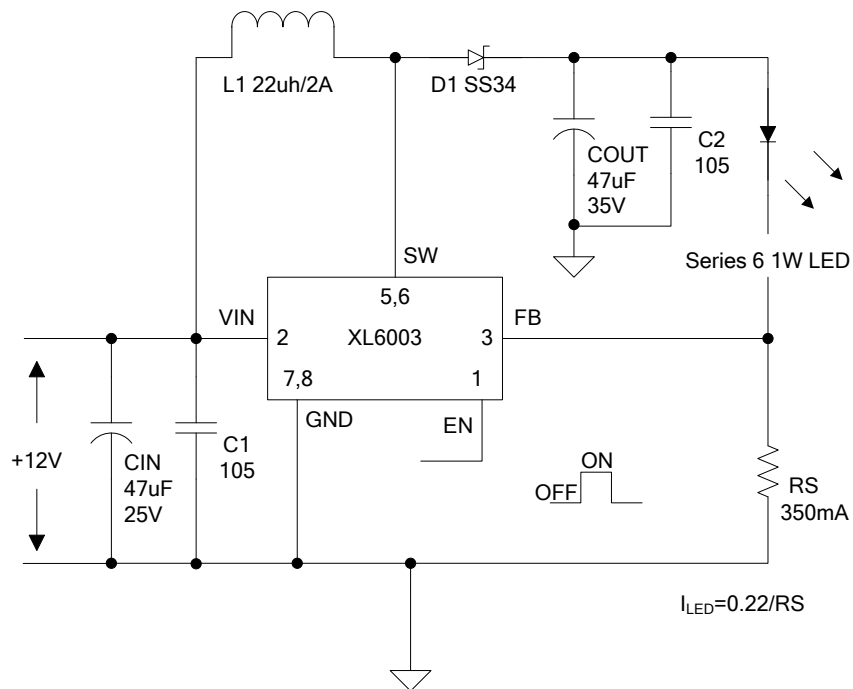 L1 22uh/2A
D1 SS34
COUT
47uF
35V
C2
105
SW
Series 6 1W LED
5,6
VIN
FB
2
XL6003
3
7,8
1
GND
EN
+12V
CIN
47uF
25V
C1
105
ON
OFF
RS
350mA
ILED=0.22/RS